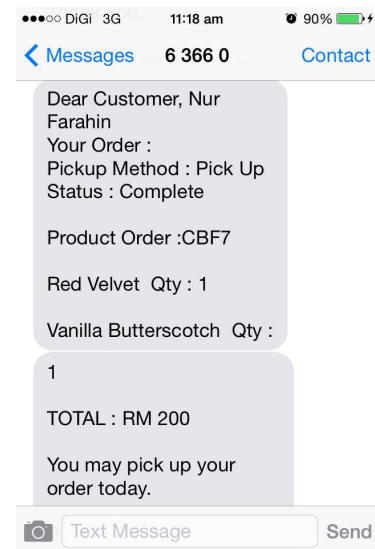 DiGi 3G 11:18 am 90%
Messages 6 366 0 Contact
Dear Customer, Nur
Farahin
Your Order :
Pickup Method : Pick Up
Status : Complete
Product Order :CBF7
Red Velvet Qty : 1
Vanilla Butterscotch Qty :
1
TOTAL : RM 200
You may pick up your
order today.
Text Message Send